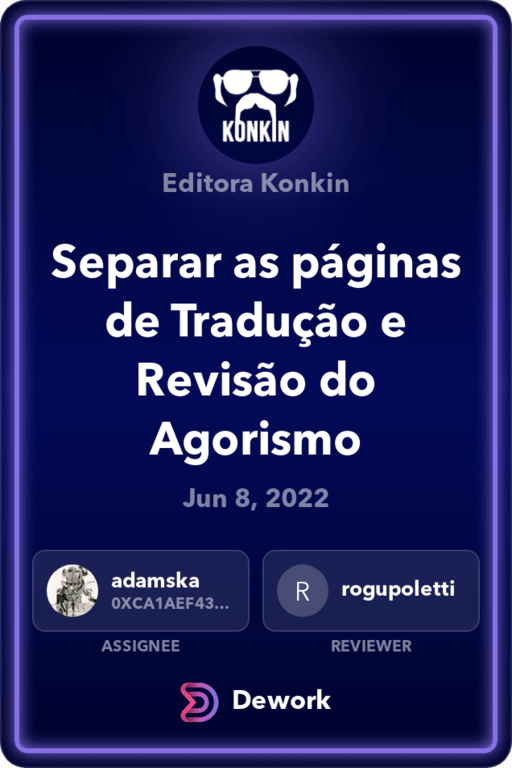 KONKIN
Editora Konkin
Separar as páginas
de Tradução e
Revisão do
Agorismo
Jun 8, 2022
adamska
0XCA1AEF43...
ASSIGNEE
R
rogupoletti
REVIEWER
Dework